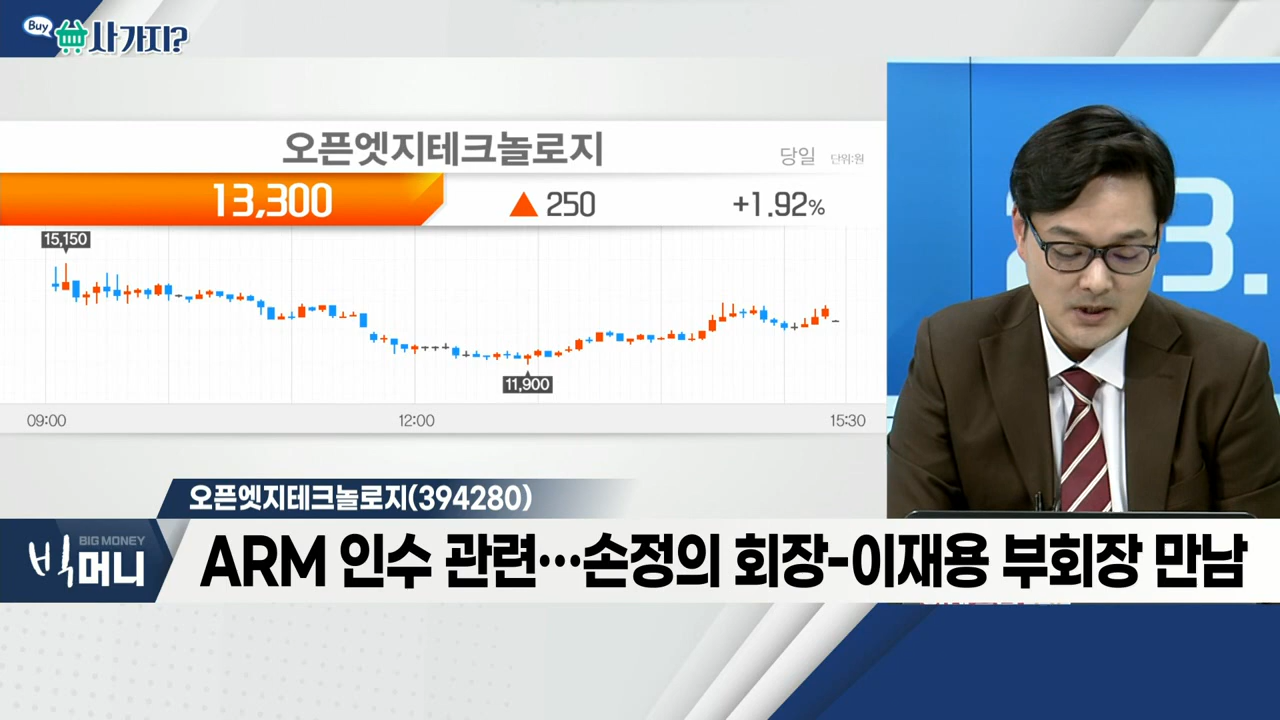 Buy
사가지?
오픈엣지테크놀로지
당일 단위:원
13,300 ▲ 250 +1.92%
15,150
11,900
09:00 12:00 15:30
3.
오픈엣지테크놀로지(394280)
BIG MONEY
빅머니
ARM 인수 관련…손정의 회장-이재용 부회장 만남